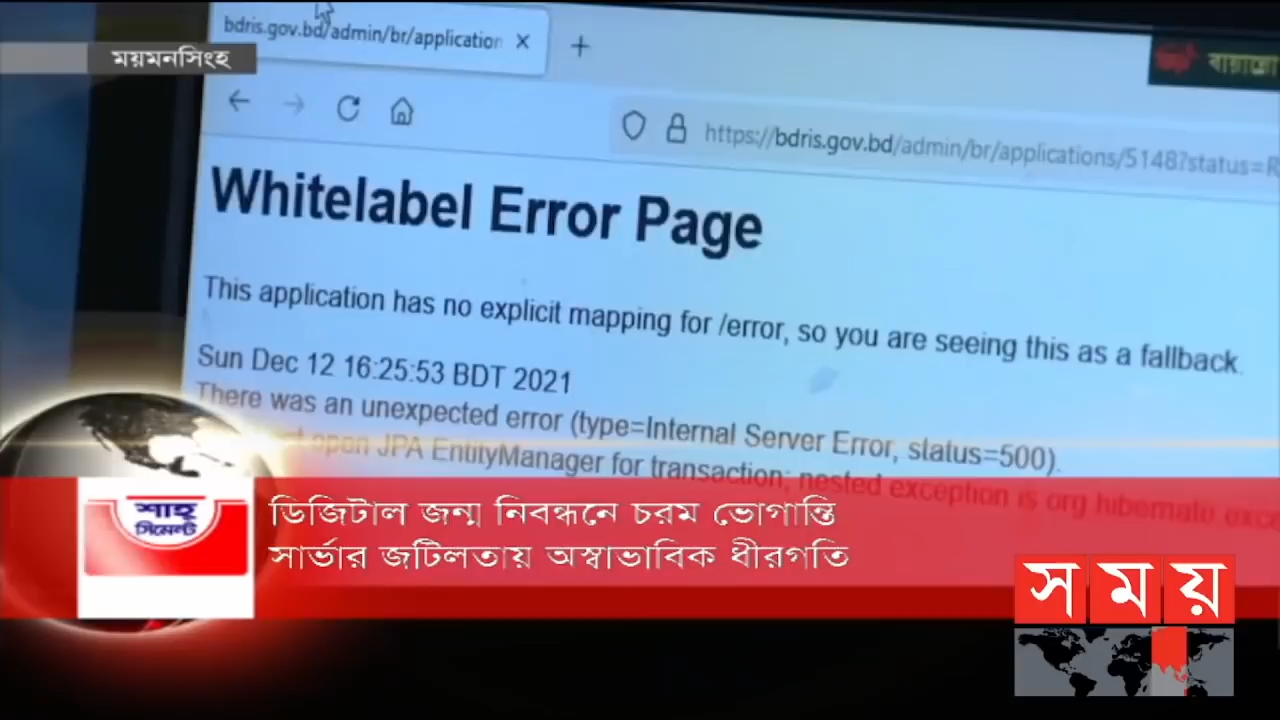 bdris.gov.bd/admin/br/application
ময়মনসিংহ
https://bdris.gov.bd/admin/br/applications/5148?status=R
Whitelabel Error Page
This application has no explicit mapping for /error, so you are seeing this as a fallback.
Sun Dec 12 16:25:53 BDT 2021
There was an unexpected error (type=Internal Server Error, status=500).
open JPA EntityManager for transaction; nested exception is org hibernate exce
শাহ্
সিমেন্ট
ডিজিটাল জন্ম নিবন্ধনে চরম ভোগান্তি
সার্ভার জটিলতায় অস্বাভাবিক ধীরগতি
সময়